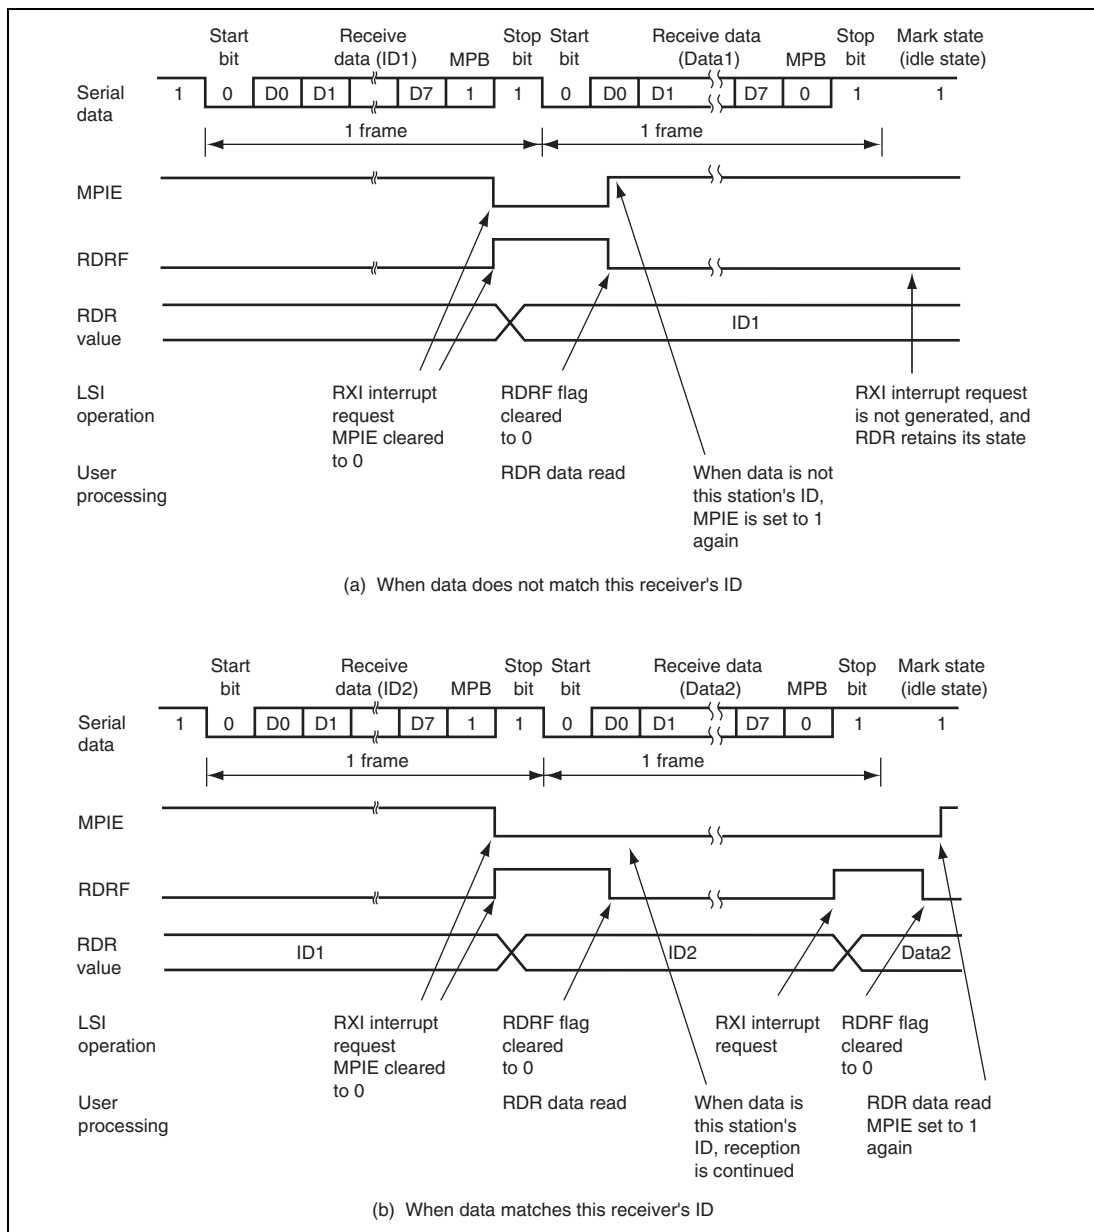 Start Receive Stop Start Receive data Stop Mark state
bit data (ID1) MPB bit bit (Data1) MPB bit (idle state)
Serial data 1 0 D0 D1 D7 1 1 0 D0 D1 D7 0 1 1
1 frame 1 frame
MPIE
RDRF
RDR value ID1
LSI operation
RXI interrupt
request
MPIE cleared
to 0
RDRF flag
cleared
to 0
RXI interrupt request
is not generated, and
RDR retains its state
User processing
RDR data read
When data is not
this station's ID,
MPIE is set to 1
again
(a) When data does not match this receiver's ID
Start Receive Stop Start Receive data Stop Mark state
bit data (ID2) MPB bit bit (Data2) MPB bit (idle state)
Serial data 1 0 D0 D1 D7 1 1 0 D0 D1 D7 0 1 1
1 frame 1 frame
MPIE
RDRF
RDR value ID1 ID2 Data2
LSI operation
RXI interrupt
request
MPIE cleared
to 0
RDRF flag
cleared
to 0
RXI interrupt
request
RDRF flag
cleared
to 0
User processing
RDR data read
When data is
this station's
ID, reception
is continued
RDR data read
MPIE set to 1
again
(b) When data matches this receiver's ID